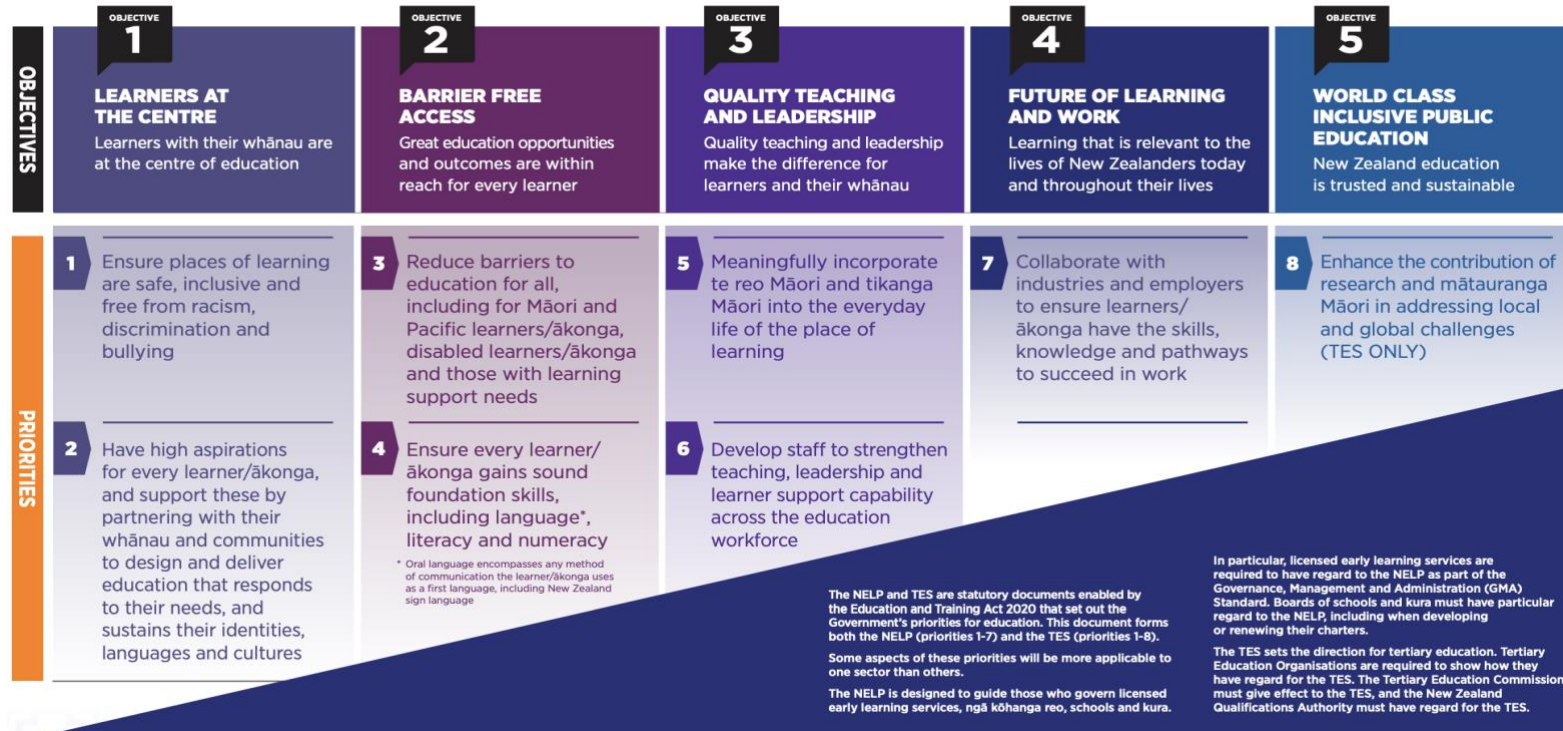 OBJECTIVES
OBJECTIVE
1
LEARNERS AT
THE CENTRE
Learners with their whānau are
at the centre of education
OBJECTIVE
2
BARRIER FREE
ACCESS
Great education opportunities
and outcomes are within
reach for every learner
OBJECTIVE
3
QUALITY TEACHING
AND LEADERSHIP
Quality teaching and leadership
make the difference for
learners and their whānau
OBJECTIVE
4
FUTURE OF LEARNING
AND WORK
Learning that is relevant to the
lives of New Zealanders today
and throughout their lives
OBJECTIVE
5
WORLD CLASS
INCLUSIVE PUBLIC
EDUCATION
New Zealand education
is trusted and sustainable
PRIORITIES
1
Ensure places of learning
are safe, inclusive and
free from racism,
discrimination and
bullying
2
Have high aspirations
for every learner/ākonga,
and support these by
partnering with their
whānau and communities
to design and deliver
education that responds
to their needs, and
sustains their identities,
languages and cultures
3
Reduce barriers to
education for all,
including for Māori and
Pacific learners/ākonga,
disabled learners/ākonga
and those with learning
support needs
4
Ensure every learner/
ākonga gains sound
foundation skills,
including language*,
literacy and numeracy
* Oral language encompasses any method
of communication the learner/ākonga uses
as a first language, including New Zealand
sign language
5
Meaningfully incorporate
te reo Māori and tikanga
Māori into the everyday
life of the place of
learning
6
Develop staff to strengthen
teaching, leadership and
learner support capability
across the education
workforce
7
Collaborate with
industries and employers
to ensure learners/
ākonga have the skills,
knowledge and pathways
to succeed in work
8
Enhance the contribution of
research and mātauranga
Māori in addressing local
and global challenges
(TES ONLY)
The NELP and TES are statutory documents enabled by
the Education and Training Act 2020 that set out the
Government's priorities for education. This document forms
both the NELP (priorities 1-7) and the TES (priorities 1-8).
Some aspects of these priorities will be more applicable to
one sector than others.
The NELP is designed to guide those who govern licensed
early learning services, ngā kōhanga reo, schools and kura.
In particular, licensed early learning services are
required to have regard to the NELP as part of the
Governance, Management and Administration (GMA)
Standard. Boards of schools and kura must have particular
regard to the NELP, including when developing
or renewing their charters.
The TES sets the direction for tertiary education. Tertiary
Education Organisations are required to show how they
have regard for the TES. The Tertiary Education Commission
must give effect to the TES, and the New Zealand
Qualifications Authority must have regard for the TES.